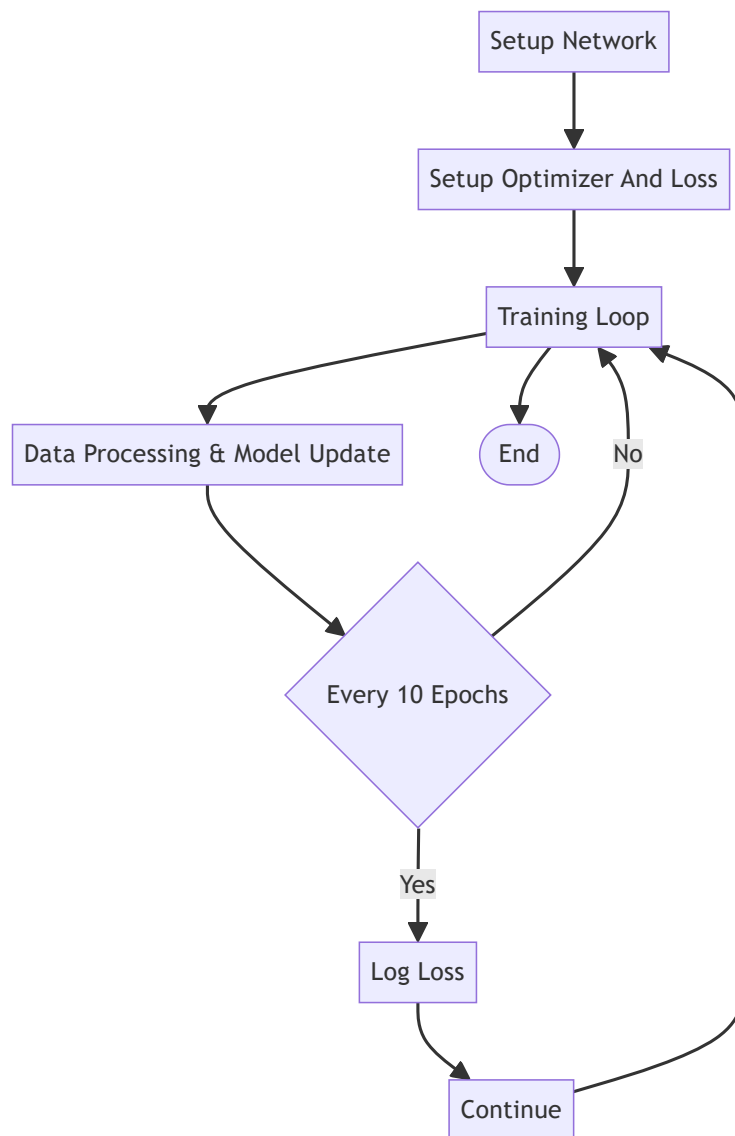 Setup Network
Setup Optimizer And Loss
Training Loop
Data Processing & Model Update
End
No
Every 10 Epochs
Yes
Log Loss
Continue